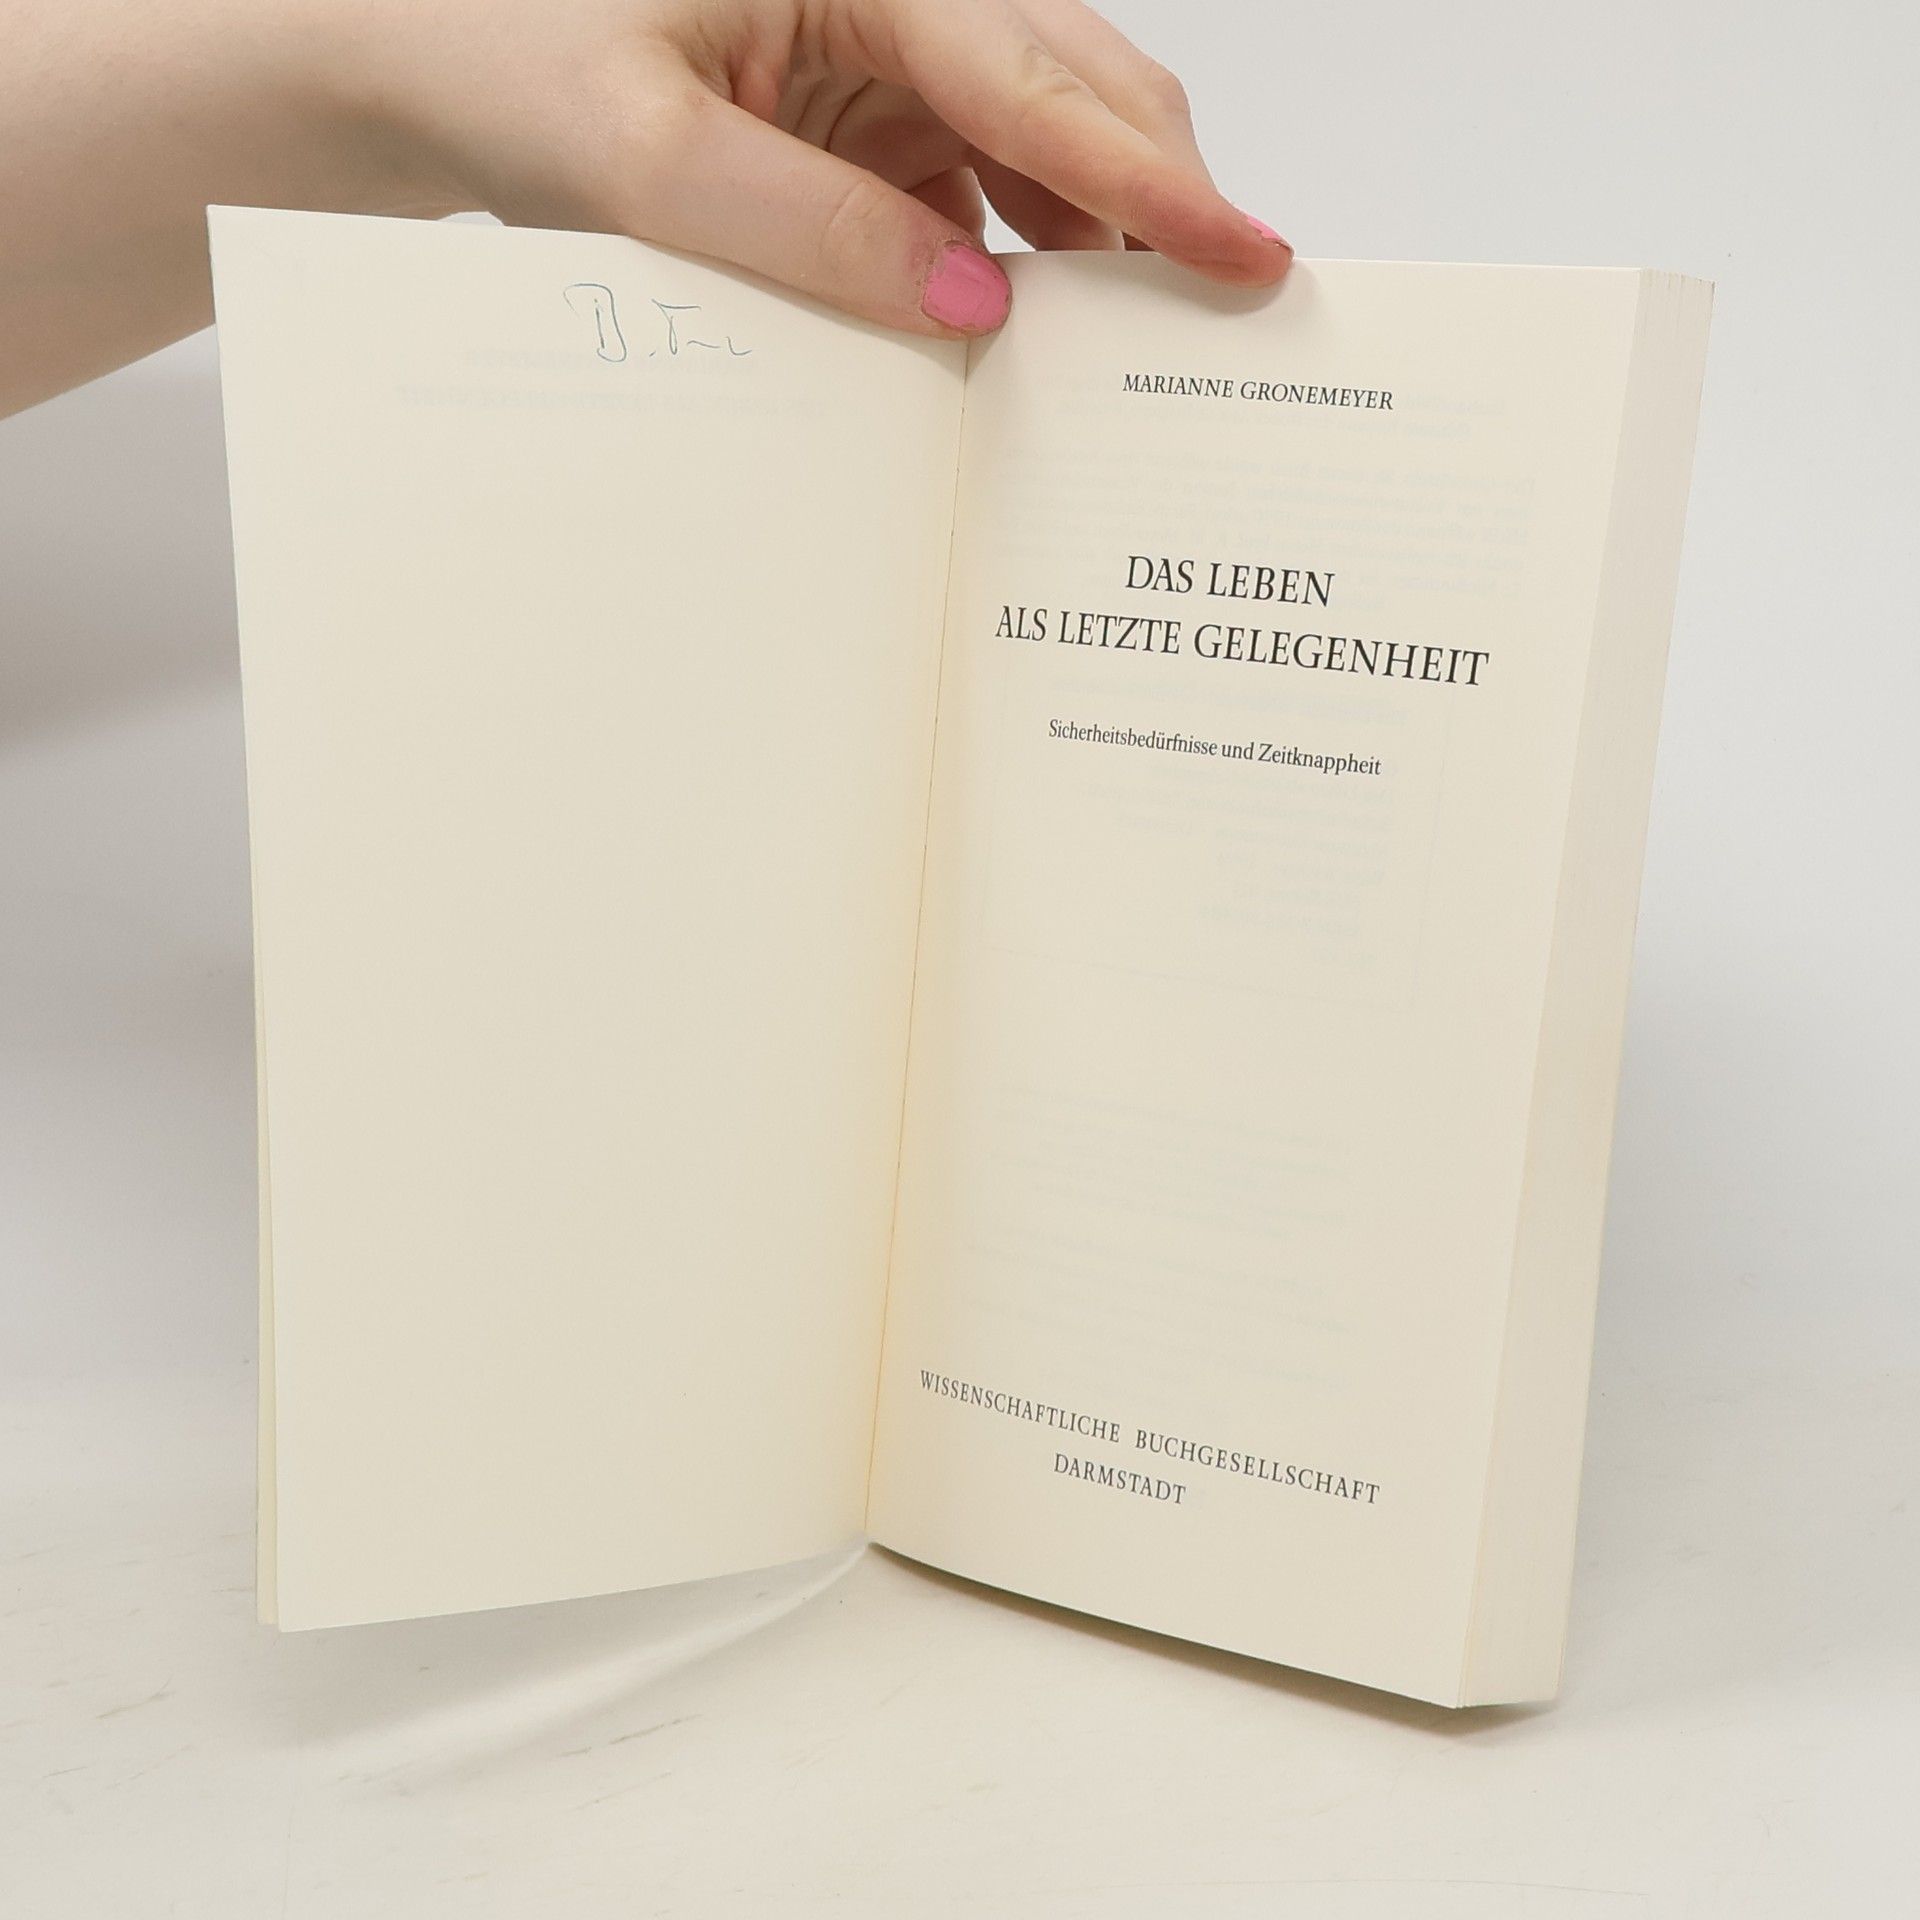 MARIANNE GRONEMEYER
DAS LEBEN
ALS LETZTE GELEGENHEIT
Sicherheitsbedürfnisse und Zeitknappheit
WISSENSCHAFTLICHE BUCHGESELLSCHAFT
DARMSTADT